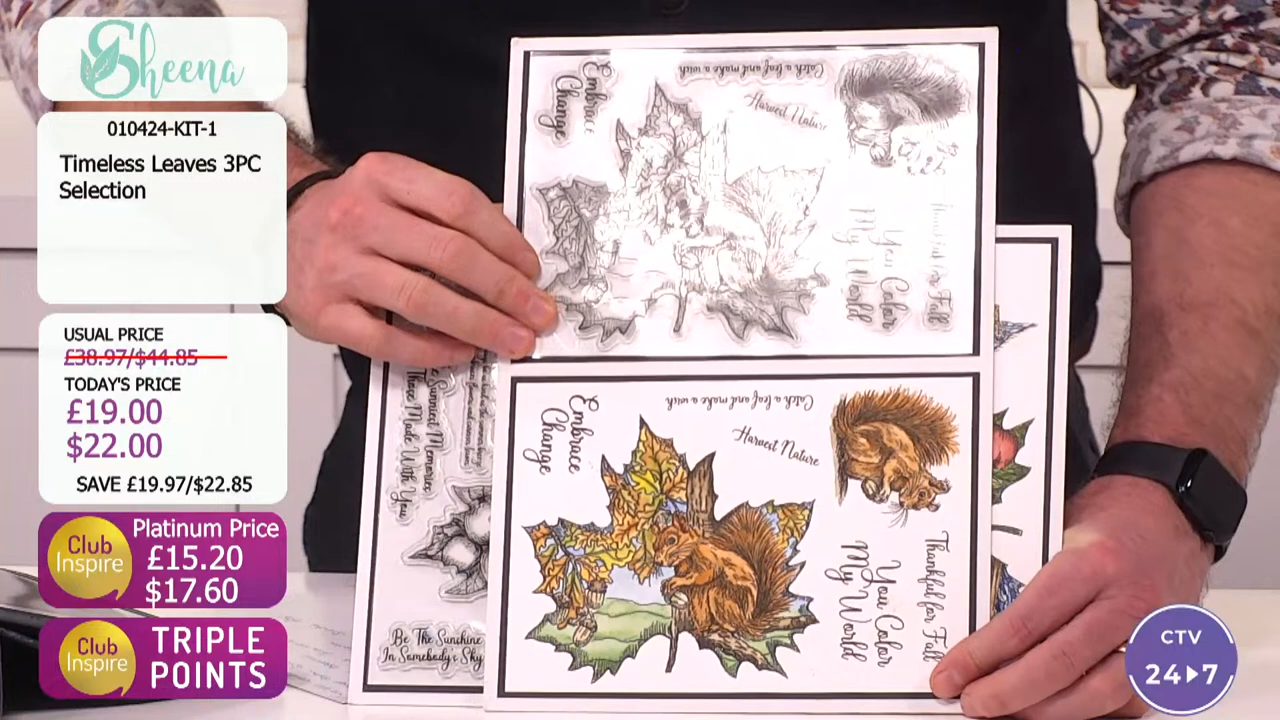 Sheena
010424-KIT-1
Timeless Leaves 3PC
Selection
USUAL PRICE
£38.97/$44.85
TODAY'S PRICE
£19.00
$22.00
SAVE £19.97/$22.85
Club
Inspire
Platinum Price
£15.20
$17.60
Club
Inspire
TRIPLE
POINTS
Embrace
Change
Catch a leaf and make a wish
Harvest Nature
Thankful for Fall
You Color
My World
Embrace
Change
Catch a leaf and make a wish
Harvest Nature
Thankful for Fall
You Color
My World
Sunniest Memories
Those Made With You
Be The Sunshine
In Somebody's Sky
CTV
24▶7